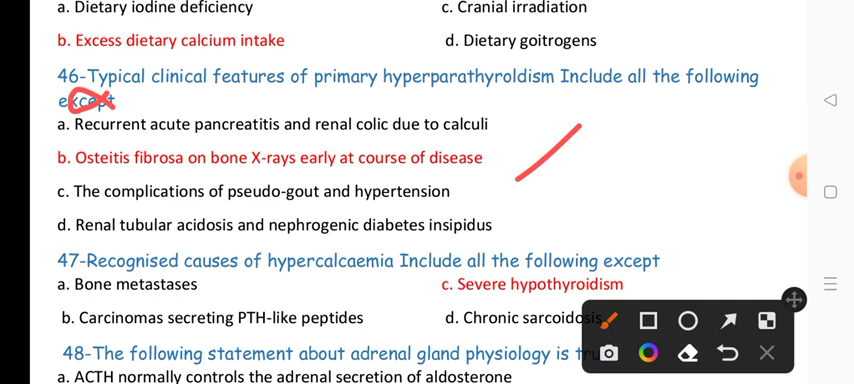 a. Dietary iodine deficiency c. Cranial irradiation
b. Excess dietary calcium intake d. Dietary goitrogens
46-Typical clinical features of primary hyperparathyroldism Include all the following
except
a. Recurrent acute pancreatitis and renal colic due to calculi
b. Osteitis fibrosa on bone X-rays early at course of disease
c. The complications of pseudo-gout and hypertension
d. Renal tubular acidosis and nephrogenic diabetes insipidus
47-Recognised causes of hypercalcaemia Include all the following except
a. Bone metastases c. Severe hypothyroidism
b. Carcinomas secreting PTH-like peptides d. Chronic sarcoidosis
48-The following statement about adrenal gland physiology is
a. ACTH normally controls the adrenal secretion of aldosterone